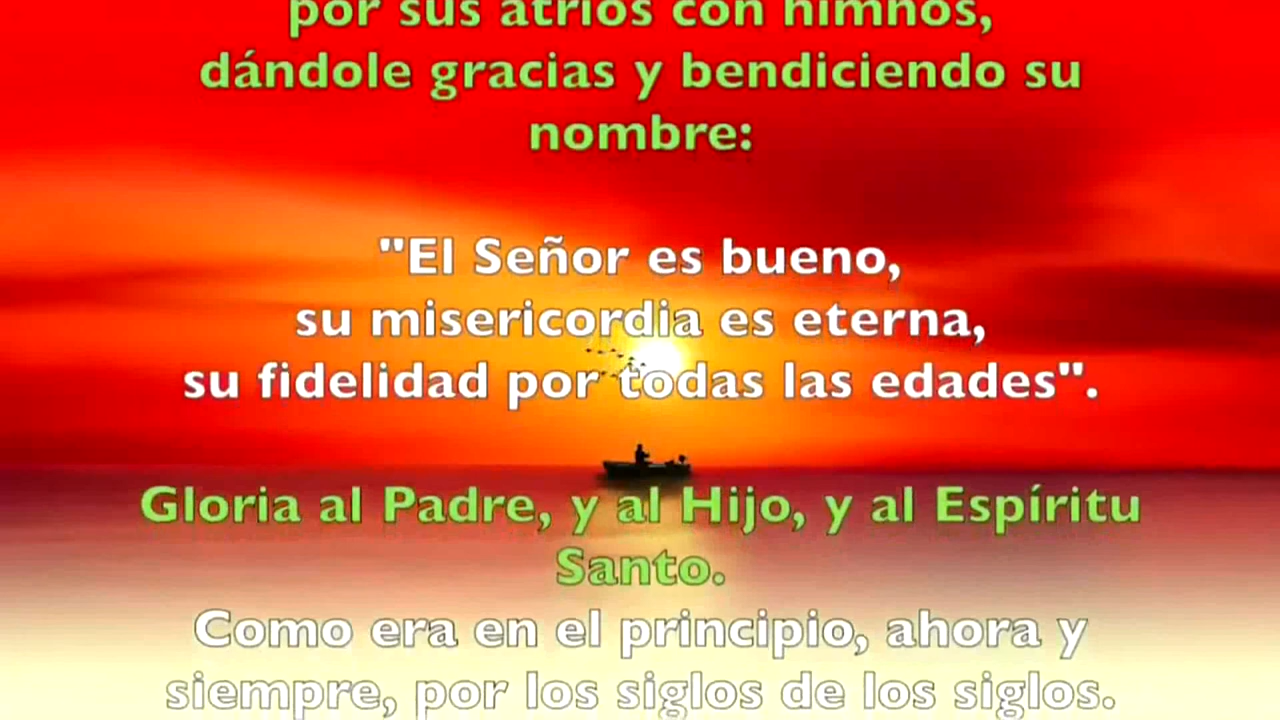 por sus atrios con himnos,
dándole gracias y bendiciendo su
nombre:
"El Señor es bueno,
su misericordia es eterna,
su fidelidad por todas las edades".
Gloria al Padre, y al Hijo, y al Espíritu
Santo.
Como era en el principio, ahora y
siempre, por los siglos de los siglos.